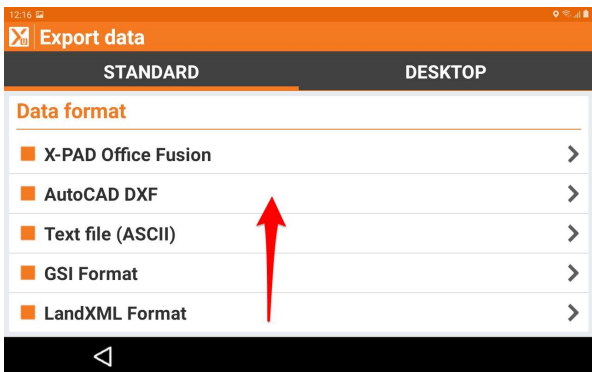 12:16
Export data
STANDARD
DESKTOP
Data format
X-PAD Office Fusion
AutoCAD DXF
Text file (ASCII)
GSI Format
LandXML Format